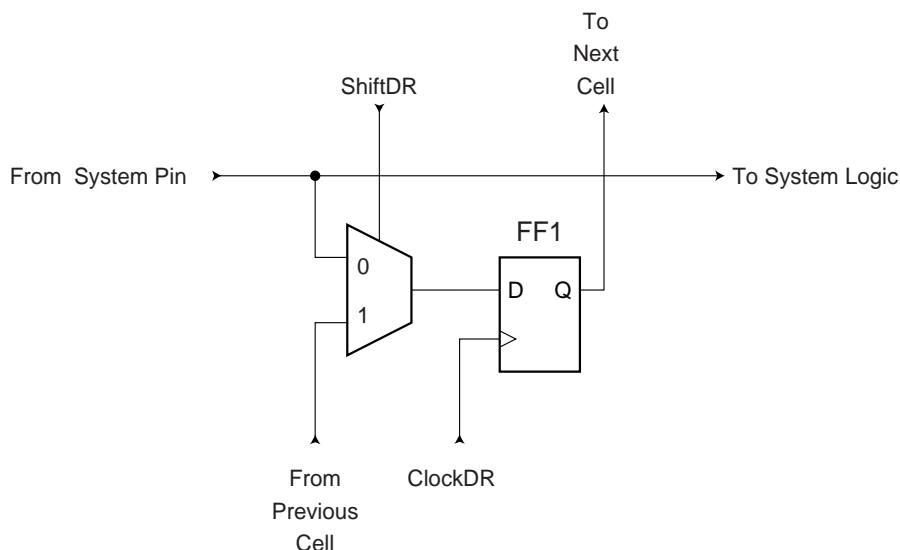 To
Next
Cell
ShiftDR
From System Pin
To System Logic
FF1
0
D Q
1
From
Previous
Cell
ClockDR